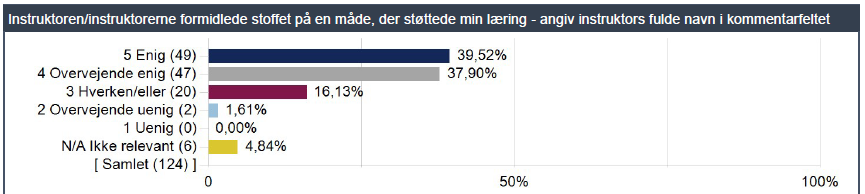 Instruktoren/instruktorerne formidlede stoffet på en måde, der støttede min læring - angiv instruktors fulde navn i kommentarfeltet
5 Enig (49) 39,52%
4 Overvejende enig (47) 37,90%
3 Hverken/eller (20) 16,13%
2 Overvejende uenig (2) 1,61%
1 Uenig (0) 0,00%
N/A Ikke relevant (6) 4,84%
[ Samlet (124) ]
0 50% 100%